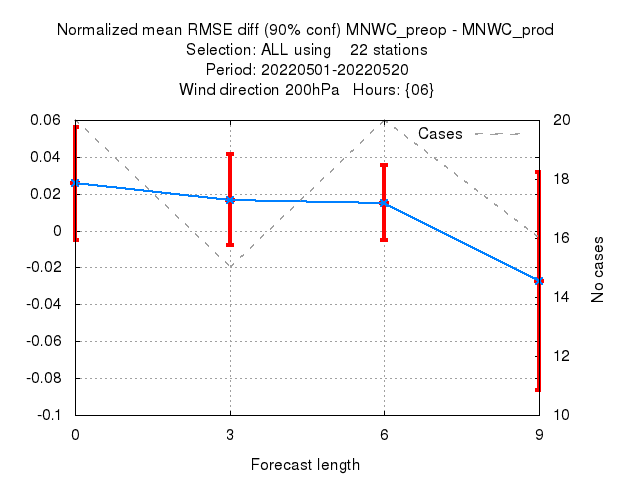 Normalized mean RMSE diff (90% conf) MNWC_preop - MNWC_prod
Selection: ALL using 22 stations
Period: 20220501-20220520
Wind direction 200hPa Hours: {06}
Cases
0.06
0.04
0.02
0
-0.02
-0.04
-0.06
-0.08
-0.1
20
18
16
14
12
10
No cases
0 3 6 9
Forecast length